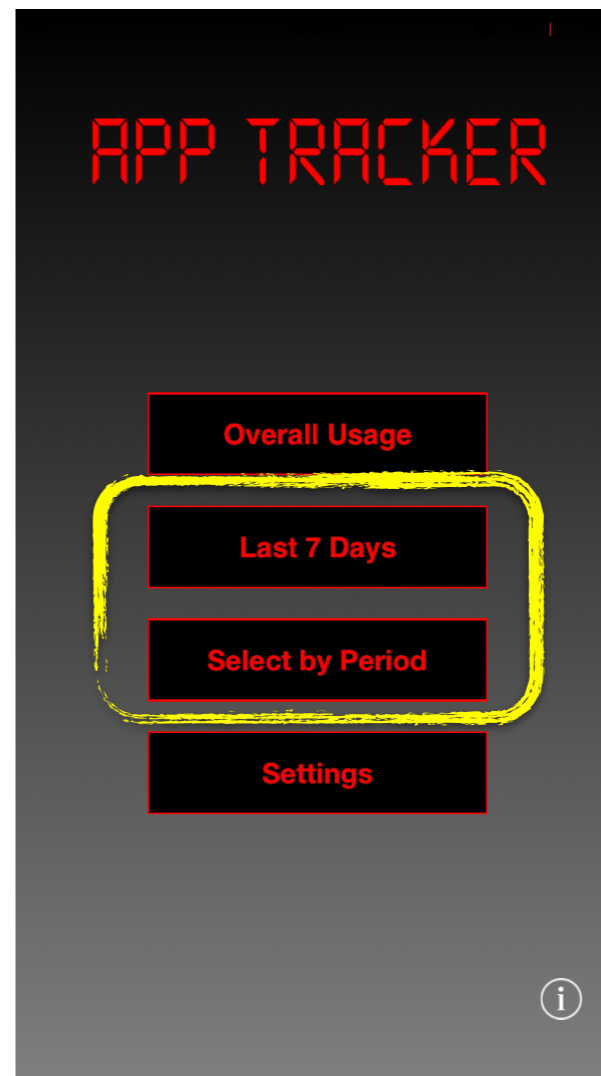 APP TRACKER
Overall Usage
Last 7 Days
Select by Period
Settings
i